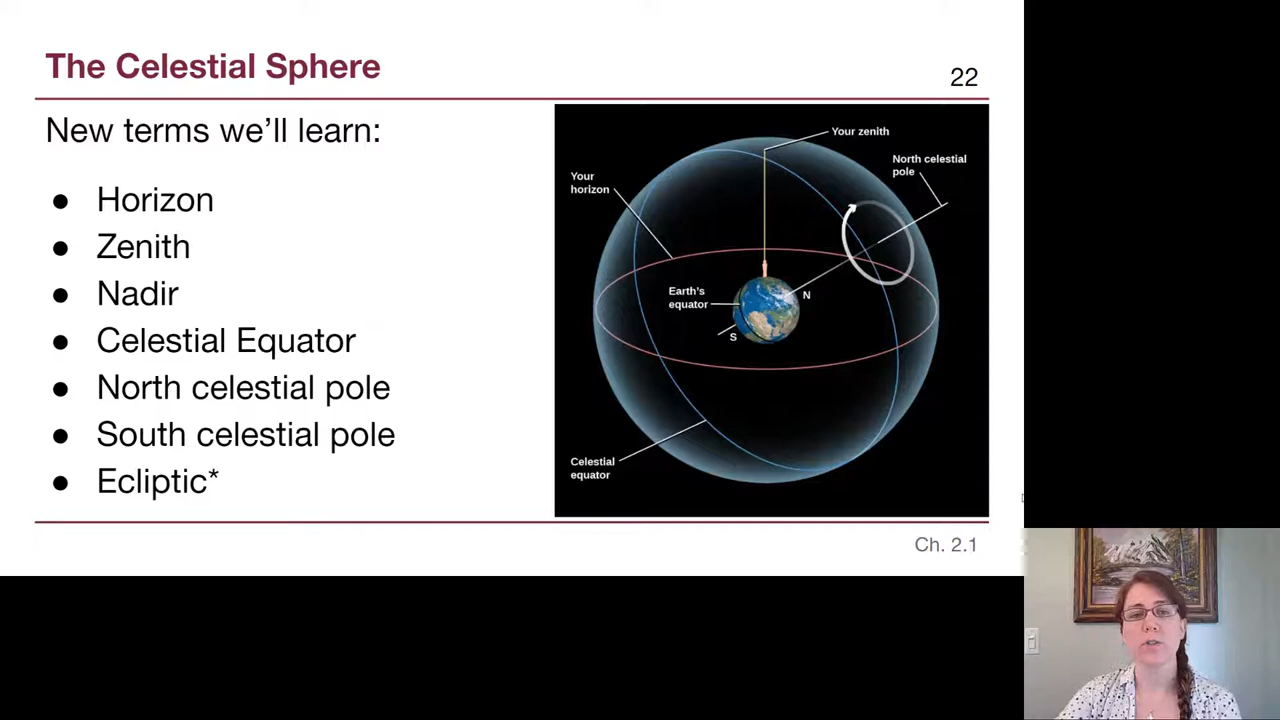 The Celestial Sphere
22
New terms we'll learn:
● Horizon
● Zenith
● Nadir
● Celestial Equator
● North celestial pole
● South celestial pole
● Ecliptic*
Your zenith
North celestial
pole
Your
horizon
Earth's
equator
N
S
Celestial
equator
Ch. 2.1